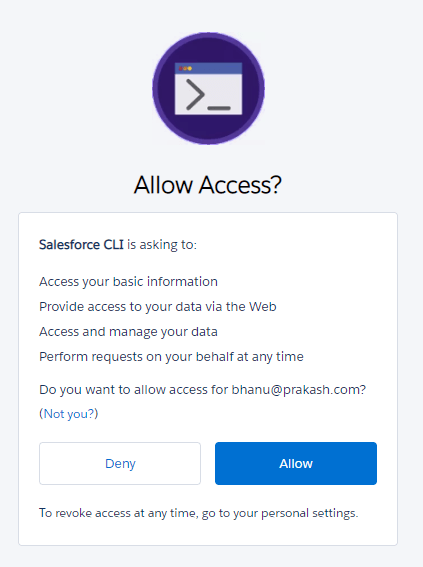 Allow Access?
Salesforce CLI is asking to:
Access your basic information
Provide access to your data via the Web
Access and manage your data
Perform requests on your behalf at any time
Do you want to allow access for bhanu@prakash.com?
(Not you?)
Deny
Allow
To revoke access at any time, go to your personal settings.